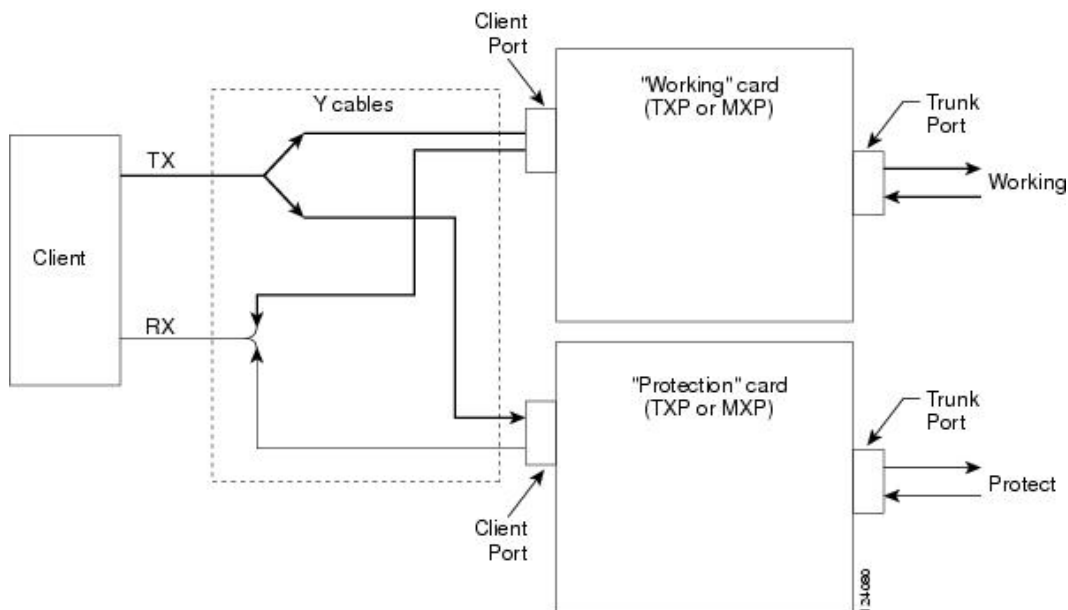 Client
Port
"Working" card
(TXP or MXP)
Trunk
Port
Y cables
TX
Working
Client
RX
"Protection" card
(TXP or MXP)
Trunk
Port
Protect
Client
Port
124080